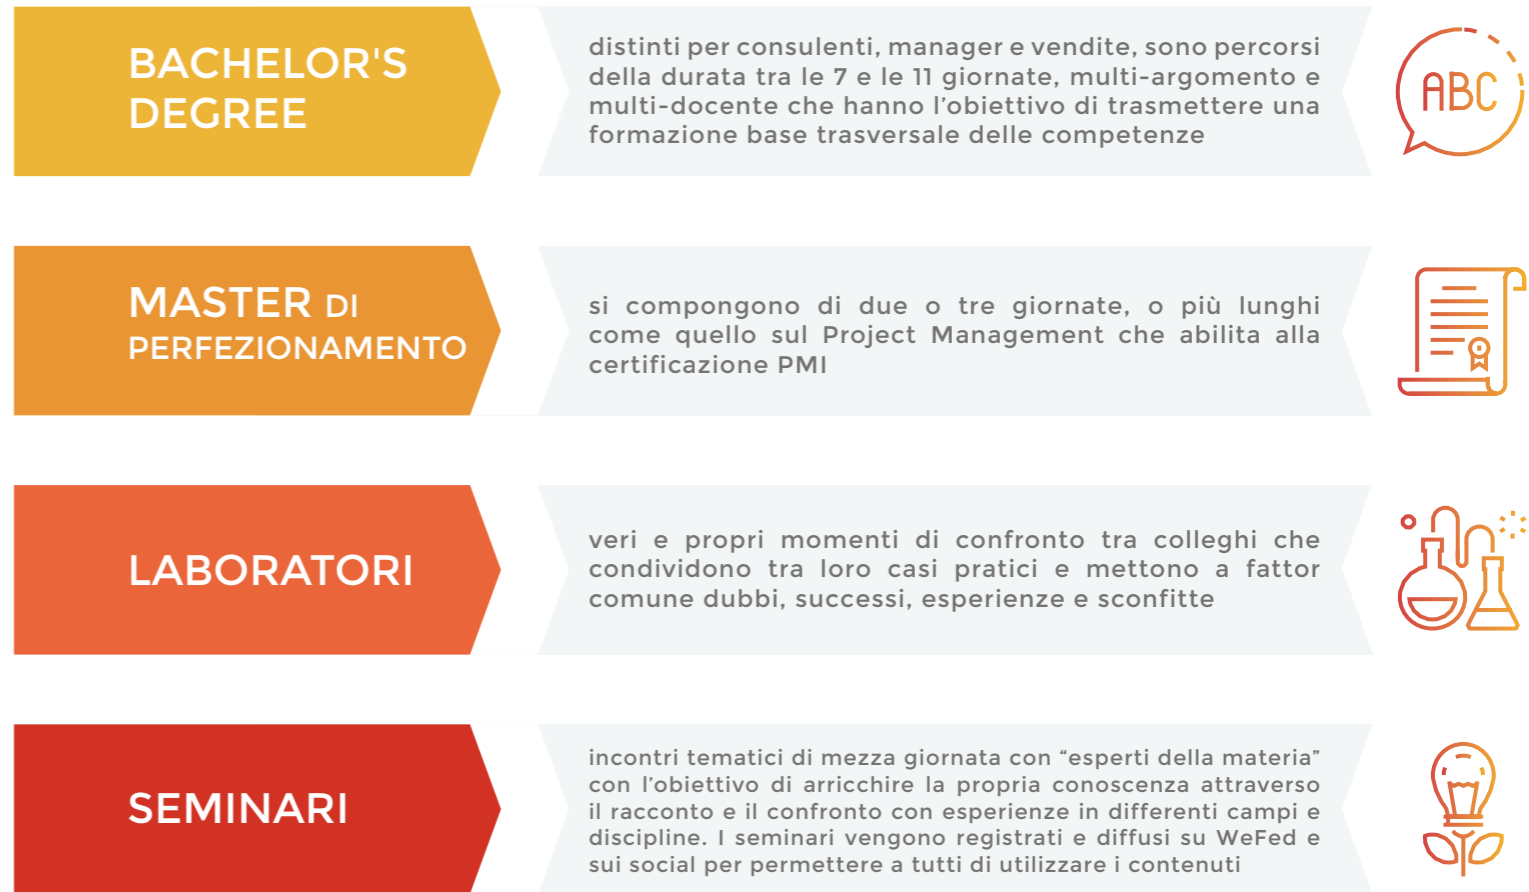 BACHELOR'S
DEGREE
distinti per consulenti, manager e vendite, sono percorsi
della durata tra le 7 e le 11 giornate, multi-argomento e
multi-docente che hanno l’obiettivo di trasmettere una
formazione base trasversale delle competenze
ABC
MASTER DI
PERFEZIONAMENTO
si compongono di due o tre giornate, o più lunghi
come quello sul Project Management che abilita alla
certificazione PMI
LABORATORI
veri e propri momenti di confronto tra colleghi che
condividono tra loro casi pratici e mettono a fattor
comune dubbi, successi, esperienze e sconfitte
SEMINARI
incontri tematici di mezza giornata con “esperti della materia”
con l’obiettivo di arricchire la propria conoscenza attraverso
il racconto e il confronto con esperienze in differenti campi e
discipline. I seminari vengono registrati e diffusi su WeFed e
sui social per permettere a tutti di utilizzare i contenuti